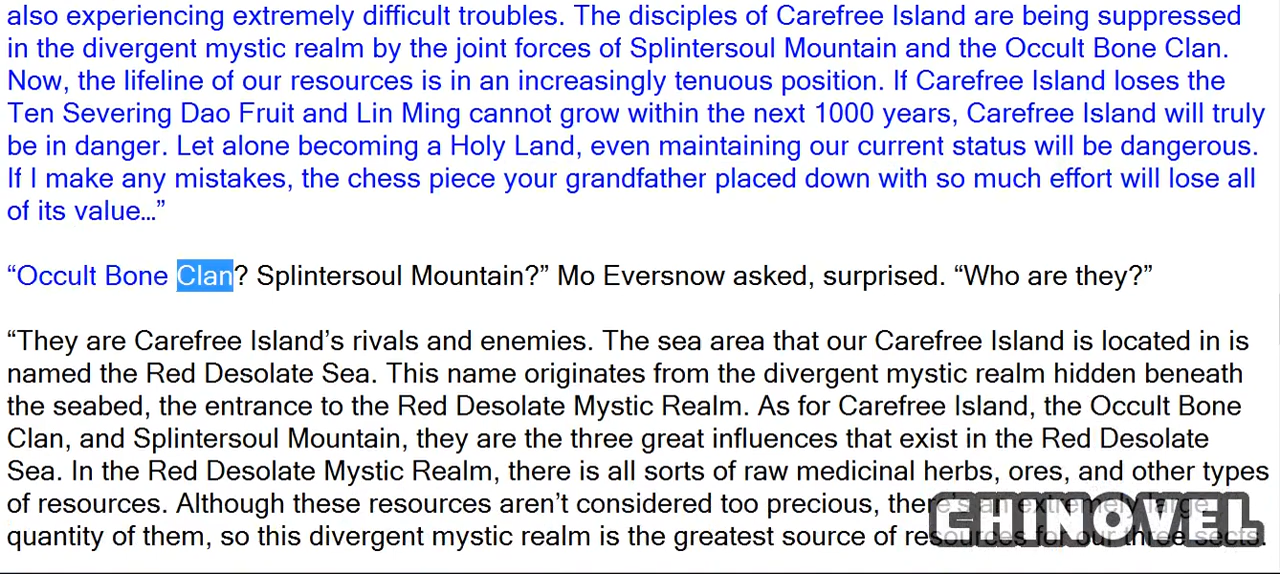 also experiencing extremely difficult troubles. The disciples of Carefree Island are being suppressed
in the divergent mystic realm by the joint forces of Splintersoul Mountain and the Occult Bone Clan.
Now, the lifeline of our resources is in an increasingly tenuous position. If Carefree Island loses the
Ten Severing Dao Fruit and Lin Ming cannot grow within the next 1000 years, Carefree Island will truly
be in danger. Let alone becoming a Holy Land, even maintaining our current status will be dangerous.
If I make any mistakes, the chess piece your grandfather placed down with so much effort will lose all
of its value…”
“Occult Bone Clan? Splintersoul Mountain?” Mo Eversnow asked, surprised. “Who are they?”
“They are Carefree Island’s rivals and enemies. The sea area that our Carefree Island is located in is
named the Red Desolate Sea. This name originates from the divergent mystic realm hidden beneath
the seabed, the entrance to the Red Desolate Mystic Realm. As for Carefree Island, the Occult Bone
Clan, and Splintersoul Mountain, they are the three great influences that exist in the Red Desolate
Sea. In the Red Desolate Mystic Realm, there is all sorts of raw medicinal herbs, ores, and other types
of resources. Although these resources aren’t considered too precious, there’s an extremely large
quantity of them, so this divergent mystic realm is the greatest source of resources for our three sects.
CHINOVEL